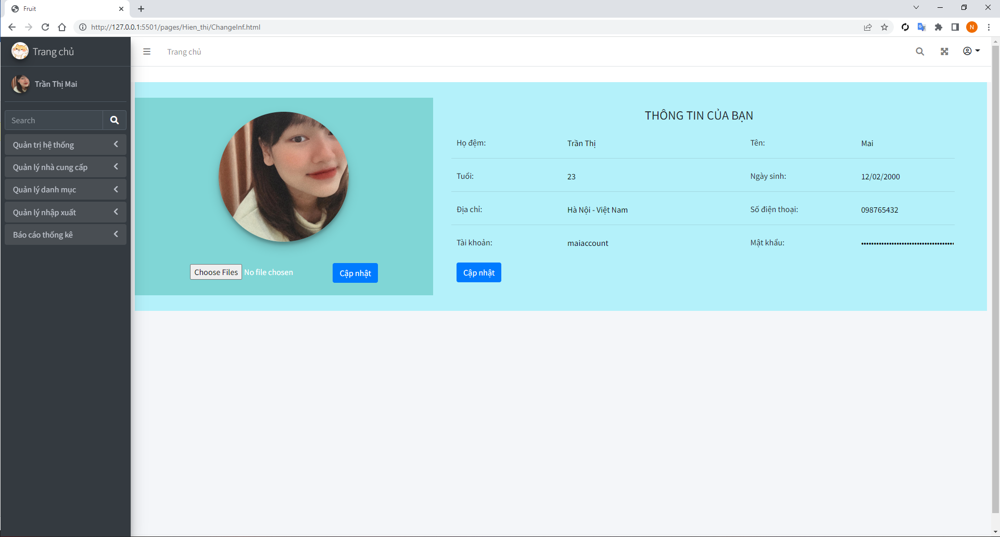 Fruit
http://127.0.0.1:5501/pages/Hien_thi/ChangeInf.html
N
Trang chủ
Trang chủ
Trần Thị Mai
Search
Quản trị hệ thống
Quản lý nhà cung cấp
Quản lý danh mục
Quản lý nhập xuất
Báo cáo thống kê
Choose Files No file chosen
Cập nhật
THÔNG TIN CỦA BẠN
Họ đệm: Trần Thị Tên: Mai
Tuổi: 23 Ngày sinh: 12/02/2000
Địa chỉ: Hà Nội - Việt Nam Số điện thoại: 098765432
Tài khoản: maiaccount Mật khẩu: •••••••••••••••••••••••••••••••••••••
Cập nhật